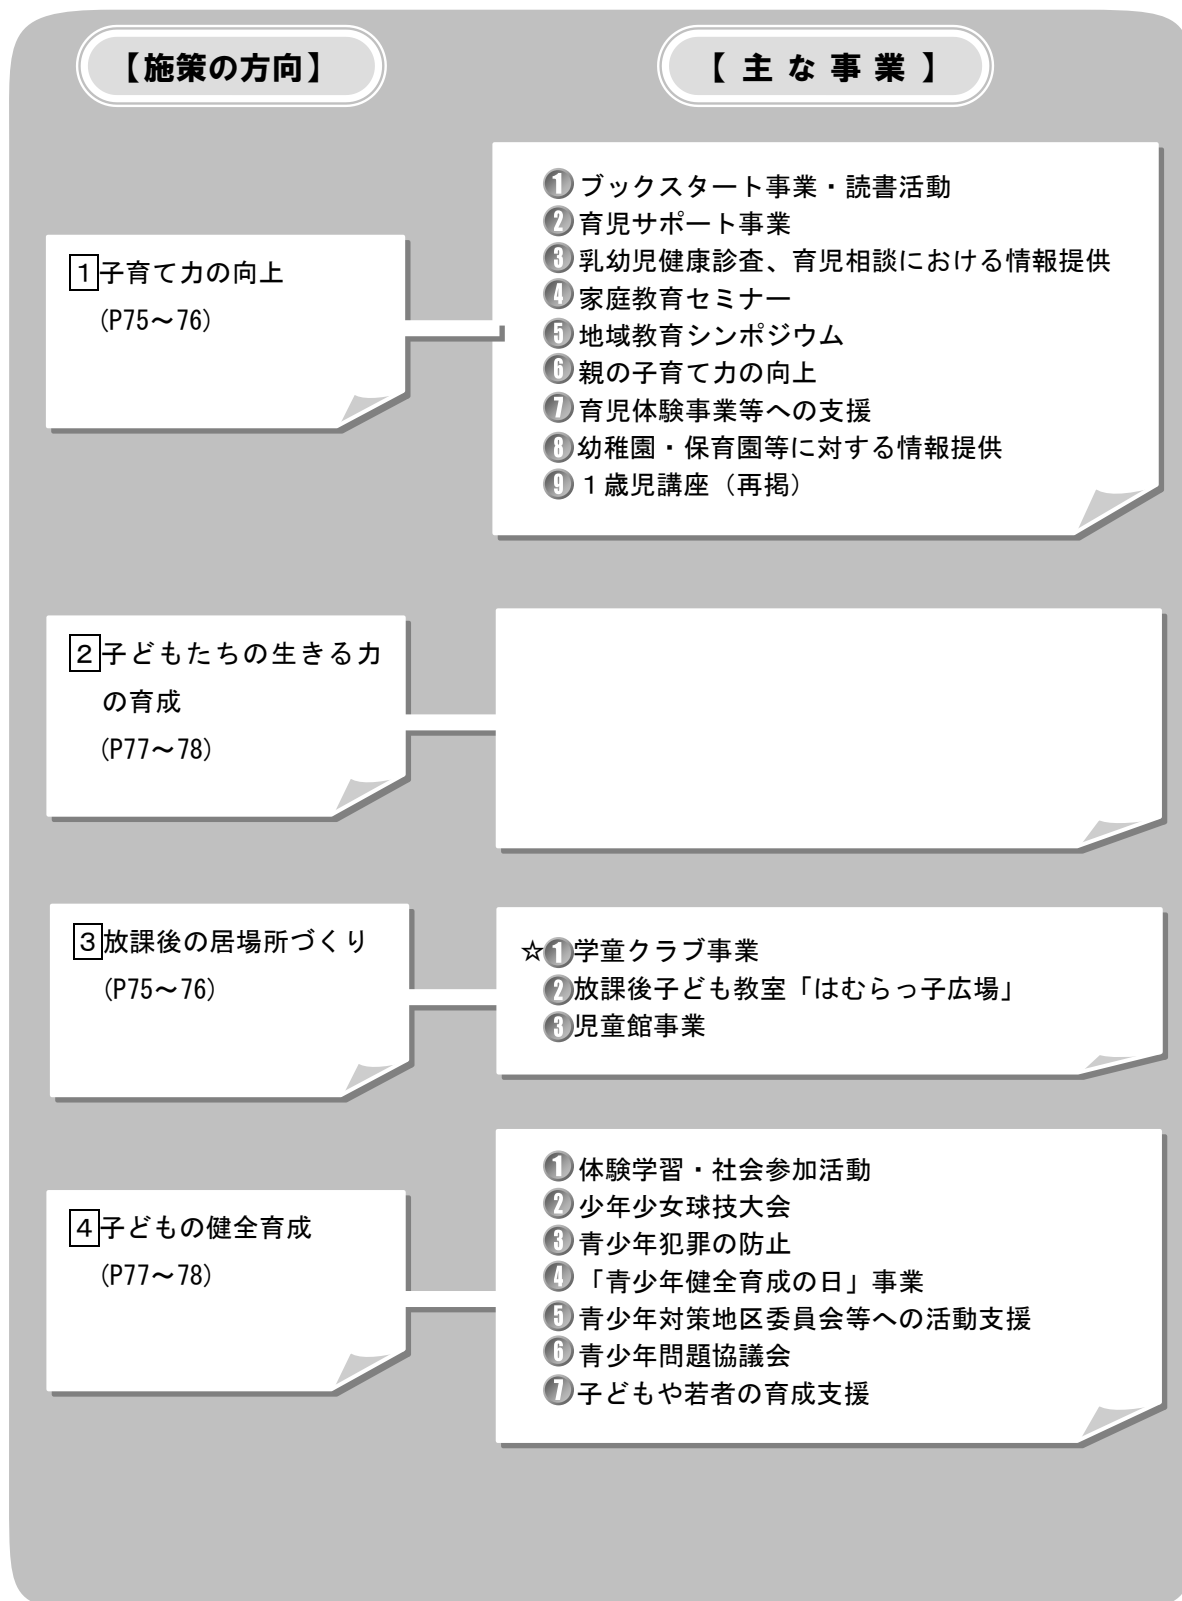 【施策の方向】
【 主 な 事 業 】
1 子育て力の向上
(P75～76)
❶ ブックスタート事業・読書活動
❷ 育児サポート事業
❸ 乳幼児健康診査、育児相談における情報提供
❹ 家庭教育セミナー
❺ 地域教育シンポジウム
❻ 親の子育て力の向上
❼ 育児体験事業等への支援
❽ 幼稚園・保育園等に対する情報提供
❾ １歳児講座（再掲）
2 子どもたちの生きる力
の育成
(P77～78)
3 放課後の居場所づくり
(P75～76)
☆❶ 学童クラブ事業
❷ 放課後子ども教室「はむらっ子広場」
❸ 児童館事業
4 子どもの健全育成
(P77～78)
❶ 体験学習・社会参加活動
❷ 少年少女球技大会
❸ 青少年犯罪の防止
❹ 「青少年健全育成の日」事業
❺ 青少年対策地区委員会等への活動支援
❻ 青少年問題協議会
❼ 子どもや若者の育成支援